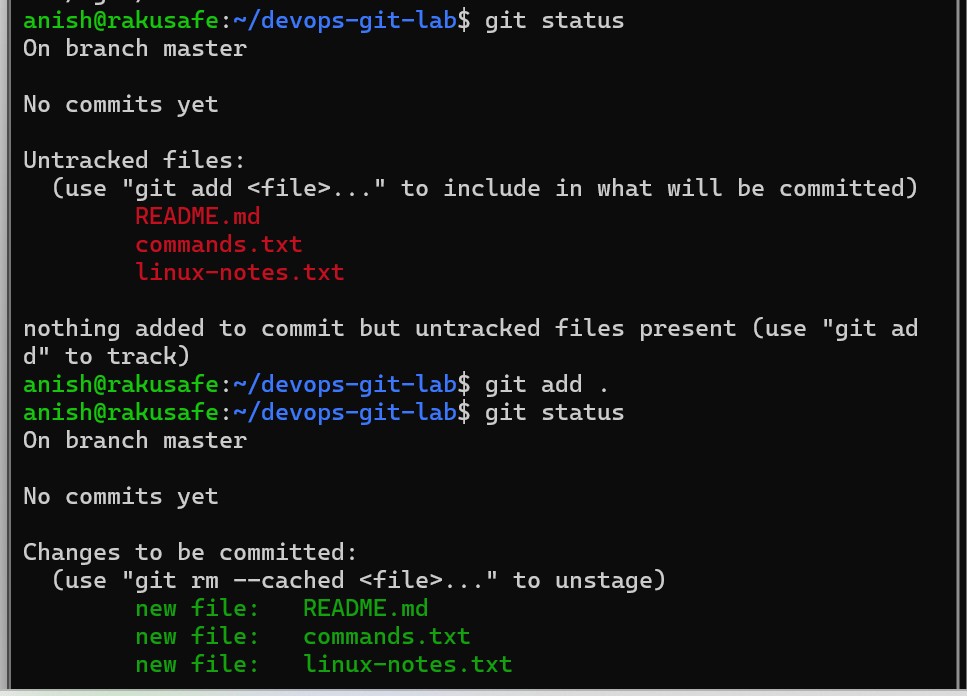 anish@rakusafe:~/devops-git-lab$ git status
On branch master
No commits yet
Untracked files:
(use "git add <file>..." to include in what will be committed)
README.md
commands.txt
linux-notes.txt
nothing added to commit but untracked files present (use "git ad
d" to track)
anish@rakusafe:~/devops-git-lab$ git add .
anish@rakusafe:~/devops-git-lab$ git status
On branch master
No commits yet
Changes to be committed:
(use "git rm --cached <file>..." to unstage)
new file:   README.md
new file:   commands.txt
new file:   linux-notes.txt